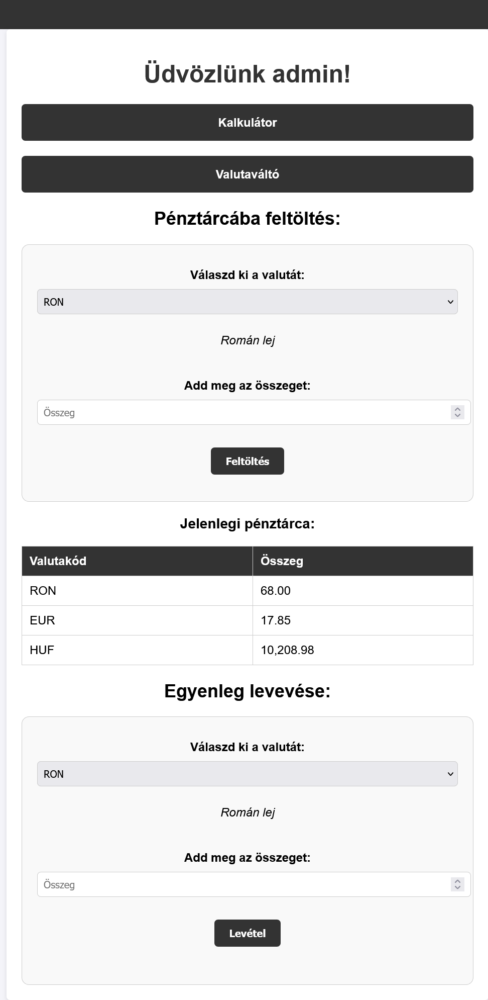 Üdvözlünk admin!
Kalkulátor
Valutaváltó
Pénztárcába feltöltés:
Válaszd ki a valutát:
RON
Román lej
Add meg az összeget:
Összeg
Feltöltés
Jelenlegi pénztárca:
Valutakód Összeg
RON 68.00
EUR 17.85
HUF 10,208.98
Egyenleg levevése:
Válaszd ki a valutát:
RON
Román lej
Add meg az összeget:
Összeg
Levétel